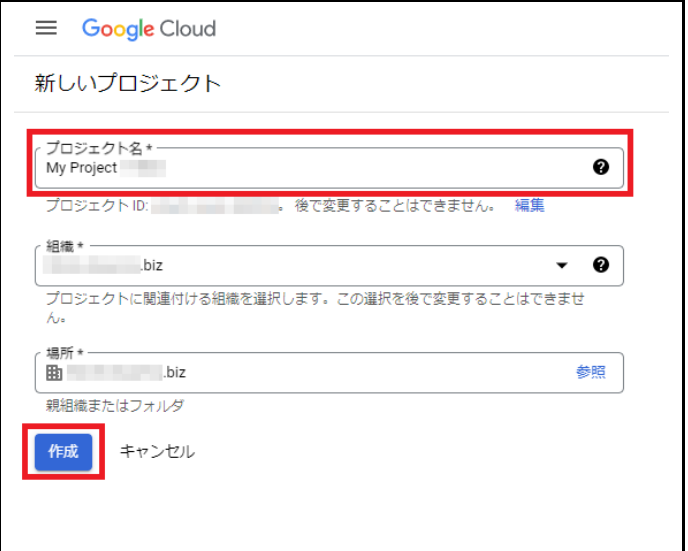 Google Cloud
新しいプロジェクト
プロジェクト名 *
My Project
プロジェクト ID: 。後で変更することはできません。 編集
組織 *
.biz
プロジェクトに関連付ける組織を選択します。この選択を後で変更することはできませ
ん。
場所 *
.biz 参照
親組織またはフォルダ
作成 キャンセル